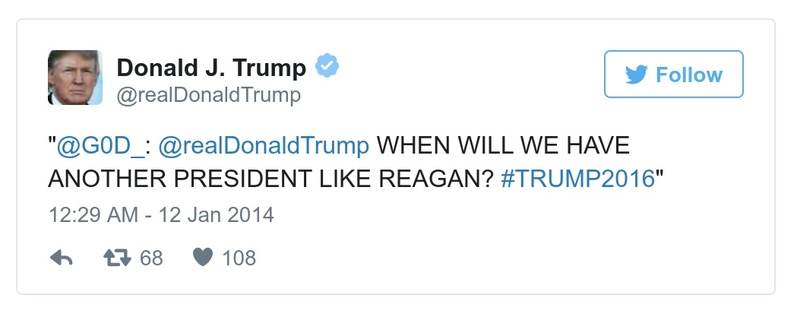 Donald J. Trump
Follow
@realDonaldTrump
"@G0D_: @realDonaldTrump WHEN WILL WE HAVE
ANOTHER PRESIDENT LIKE REAGAN? #TRUMP2016"
12:29 AM - 12 Jan 2014
68 108